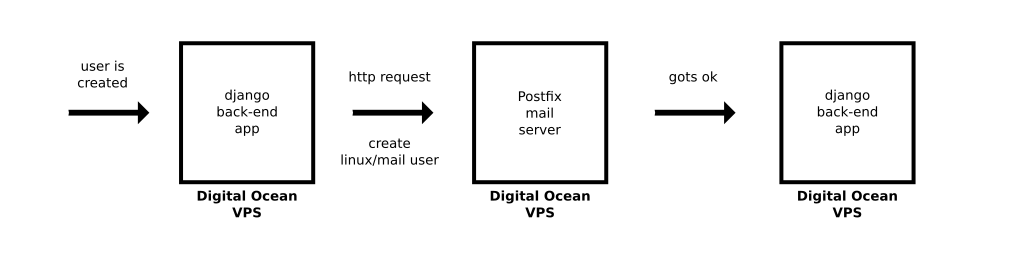 user is
created
django
back-end
app
Digital Ocean
VPS
http request
create
linux/mail user
Postfix
mail
server
Digital Ocean
VPS
gots ok
django
back-end
app
Digital Ocean
VPS